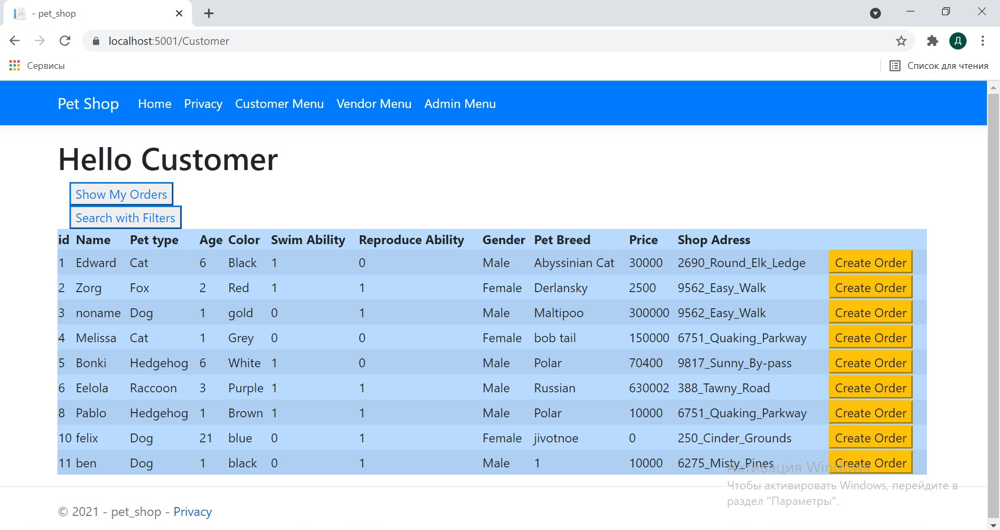 - pet_shop
localhost:5001/Customer
Д
Сервисы
Список для чтения
Pet Shop Home Privacy Customer Menu Vendor Menu Admin Menu
Hello Customer
Show My Orders
Search with Filters
id Name Pet type Age Color Swim Ability Reproduce Ability Gender Pet Breed Price Shop Adress
1 Edward Cat 6 Black 1 0 Male Abyssinian Cat 30000 2690_Round_Elk_Ledge Create Order
2 Zorg Fox 2 Red 1 1 Female Derlansky 2500 9562_Easy_Walk Create Order
3 noname Dog 1 gold 0 1 Male Maltipoo 300000 9562_Easy_Walk Create Order
4 Melissa Cat 1 Grey 0 0 Female bob tail 150000 6751_Quaking_Parkway Create Order
5 Bonki Hedgehog 6 White 1 0 Male Polar 70400 9817_Sunny_By-pass Create Order
6 Eelola Raccoon 3 Purple 1 1 Male Russian 630002 388_Tawny_Road Create Order
8 Pablo Hedgehog 1 Brown 1 1 Male Polar 10000 6751_Quaking_Parkway Create Order
10 felix Dog 21 blue 0 1 Female jivotnoe 0 250_Cinder_Grounds Create Order
11 ben Dog 1 black 0 1 Male 1 10000 6275_Misty_Pines Create Order
Активация Windows
Чтобы активировать Windows, перейдите в
раздел "Параметры".
© 2021 - pet_shop - Privacy